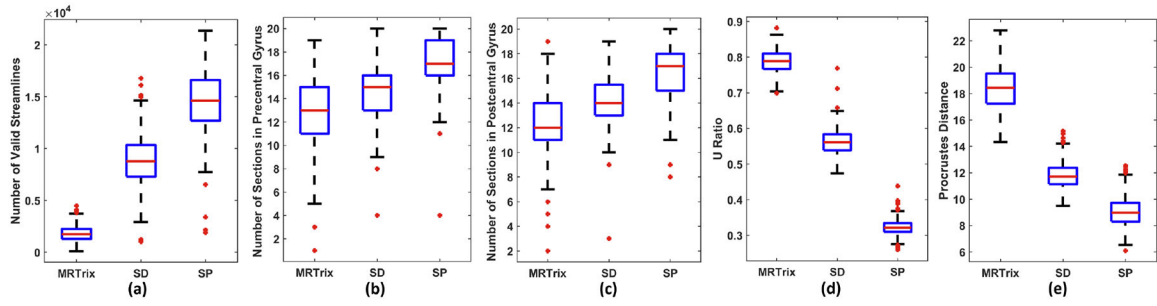 ×10⁴
2
1.5
1
0.5
0
Number of Valid Streamlines
MRTrix SD SP
(a)
20
18
16
14
12
10
8
6
4
2
Number of Sections in Precentral Gyrus
MRTrix SD SP
(b)
20
18
16
14
12
10
8
6
4
2
Number of Sections in Postcentral Gyrus
MRTrix SD SP
(c)
0.9
0.8
0.7
0.6
0.5
0.4
0.3
U Ratio
MRTrix SD SP
(d)
22
20
18
16
14
12
10
8
6
Procrustes Distance
MRTrix SD SP
(e)